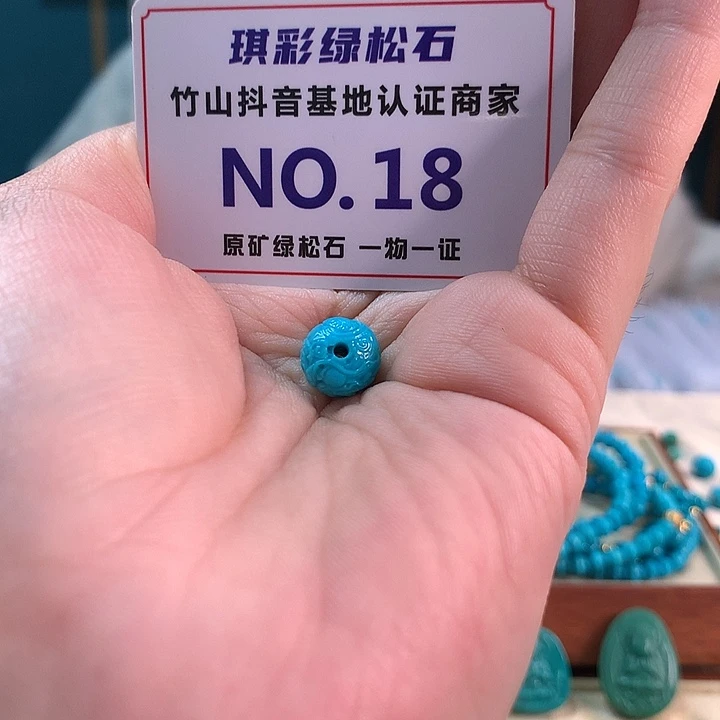 琪彩绿松石
竹山抖音基地认证商家
NO.18
原矿绿松石 一物一证